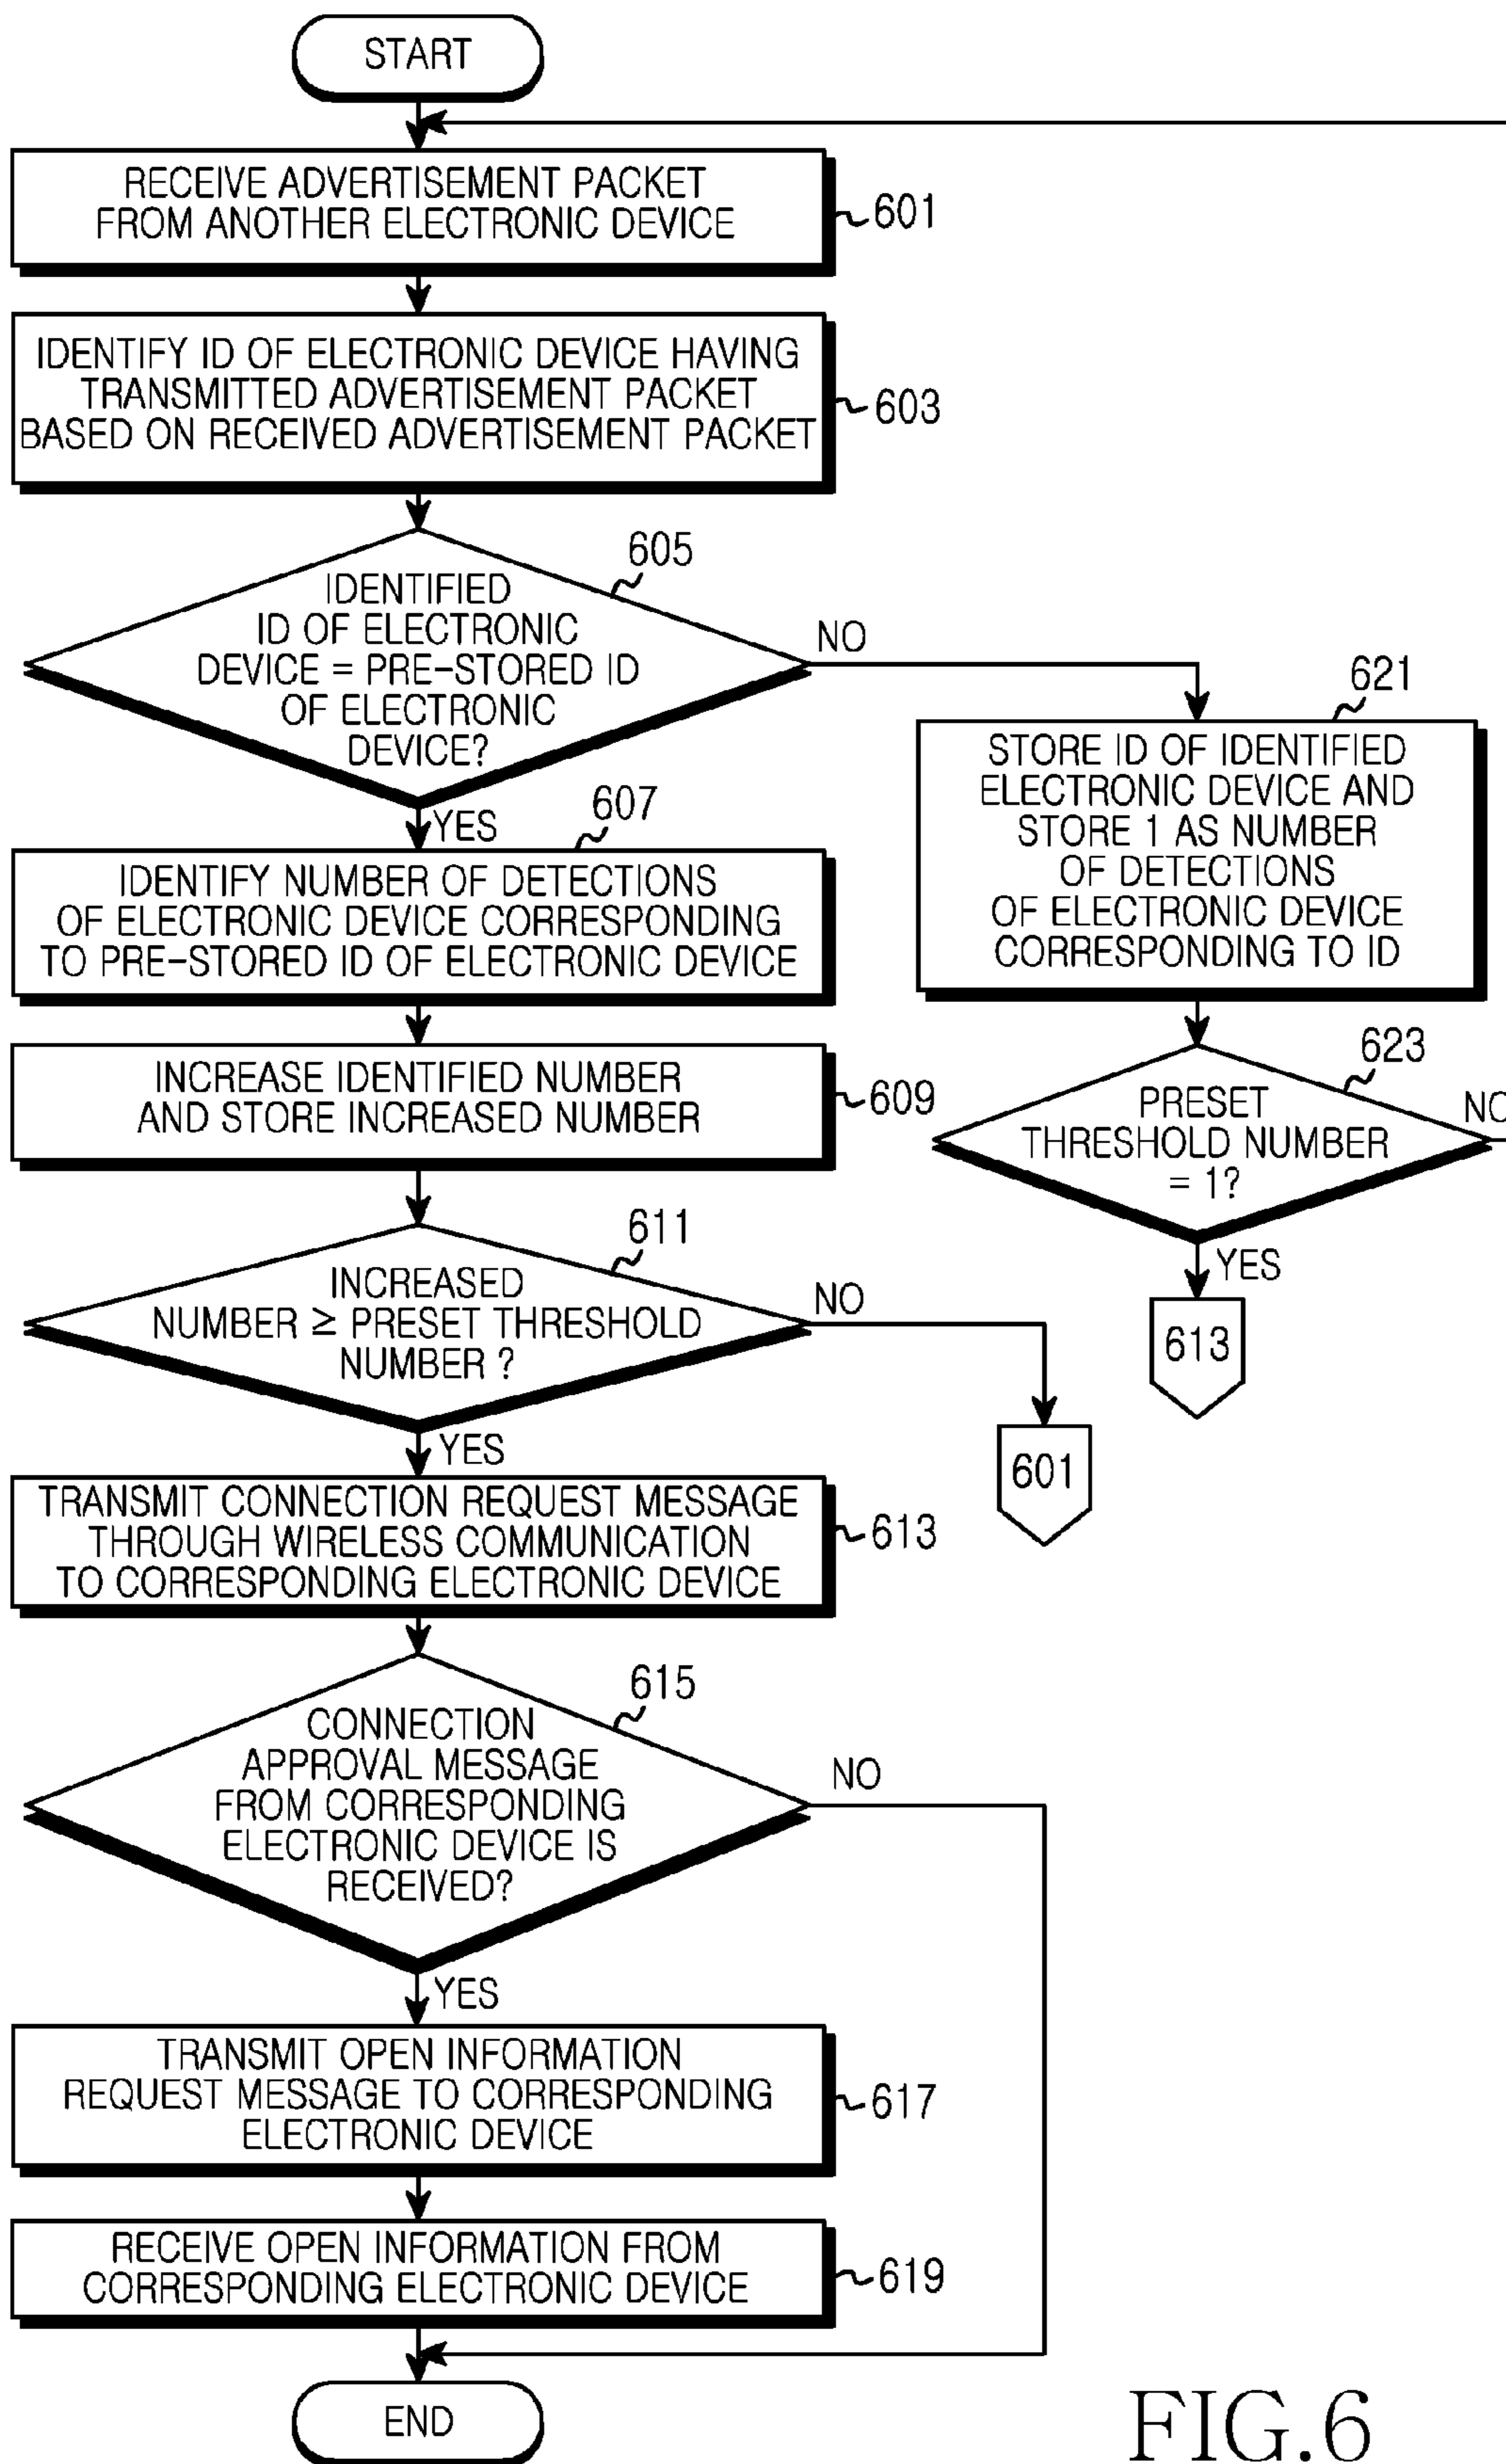 START
RECEIVE ADVERTISEMENT PACKET
FROM ANOTHER ELECTRONIC DEVICE
601
IDENTIFY ID OF ELECTRONIC DEVICE HAVING
TRANSMITTED ADVERTISEMENT PACKET
BASED ON RECEIVED ADVERTISEMENT PACKET
603
605
IDENTIFIED
ID OF ELECTRONIC
DEVICE = PRE-STORED ID
OF ELECTRONIC
DEVICE?
NO
YES
607
IDENTIFY NUMBER OF DETECTIONS
OF ELECTRONIC DEVICE CORRESPONDING
TO PRE-STORED ID OF ELECTRONIC DEVICE
INCREASE IDENTIFIED NUMBER
AND STORE INCREASED NUMBER
609
611
INCREASED
NUMBER ≥ PRESET THRESHOLD
NUMBER ?
NO
601
YES
TRANSMIT CONNECTION REQUEST MESSAGE
THROUGH WIRELESS COMMUNICATION
TO CORRESPONDING ELECTRONIC DEVICE
613
615
CONNECTION
APPROVAL MESSAGE
FROM CORRESPONDING
ELECTRONIC DEVICE IS
RECEIVED?
NO
YES
TRANSMIT OPEN INFORMATION
REQUEST MESSAGE TO CORRESPONDING
ELECTRONIC DEVICE
617
RECEIVE OPEN INFORMATION FROM
CORRESPONDING ELECTRONIC DEVICE
619
END
621
STORE ID OF IDENTIFIED
ELECTRONIC DEVICE AND
STORE 1 AS NUMBER
OF DETECTIONS
OF ELECTRONIC DEVICE
CORRESPONDING TO ID
623
PRESET
THRESHOLD NUMBER
= 1?
NO
YES
613
FIG.6